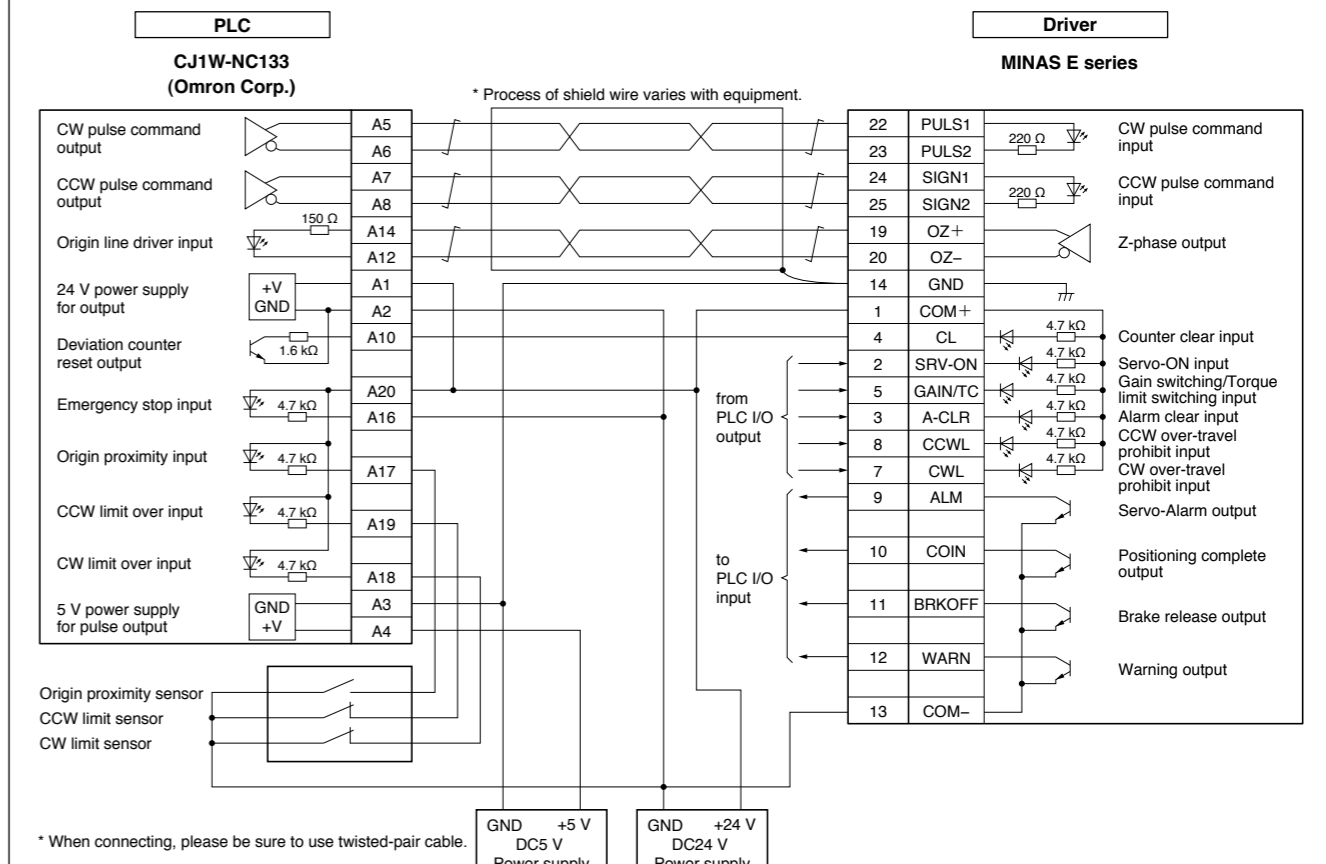 PLC
Driver
CJ1W-NC133
(Omron Corp.)
MINAS E series
* Process of shield wire varies with equipment.
CW pulse command
output
A5
A6
22 PULS1
23 PULS2
220 Ω
CW pulse command
input
CCW pulse command
output
A7
A8
24 SIGN1
25 SIGN2
220 Ω
CCW pulse command
input
Origin line driver input
150 Ω
A14
A12
19 OZ+
20 OZ−
Z-phase output
24 V power supply
for output
+V
GND
A1
A2
14 GND
1 COM+
Deviation counter
reset output
1.6 kΩ
A10
4 CL
4.7 kΩ
Counter clear input
2 SRV-ON
4.7 kΩ
Servo-ON input
Emergency stop input
4.7 kΩ
A20
A16
5 GAIN/TC
4.7 kΩ
Gain switching/Torque
limit switching input
from
PLC I/O
output
3 A-CLR
4.7 kΩ
Alarm clear input
Origin proximity input
4.7 kΩ
A17
8 CCWL
4.7 kΩ
CCW over-travel
prohibit input
7 CWL
4.7 kΩ
CW over-travel
prohibit input
CCW limit over input
4.7 kΩ
A19
9 ALM
Servo-Alarm output
CW limit over input
4.7 kΩ
A18
to
PLC I/O
input
10 COIN
Positioning complete
output
5 V power supply
for pulse output
GND
+V
A3
A4
11 BRKOFF
Brake release output
12 WARN
Warning output
13 COM−
Origin proximity sensor
CCW limit sensor
CW limit sensor
* When connecting, please be sure to use twisted-pair cable.
GND +5 V
DC5 V
Power supply
GND +24 V
DC24 V
Power supply